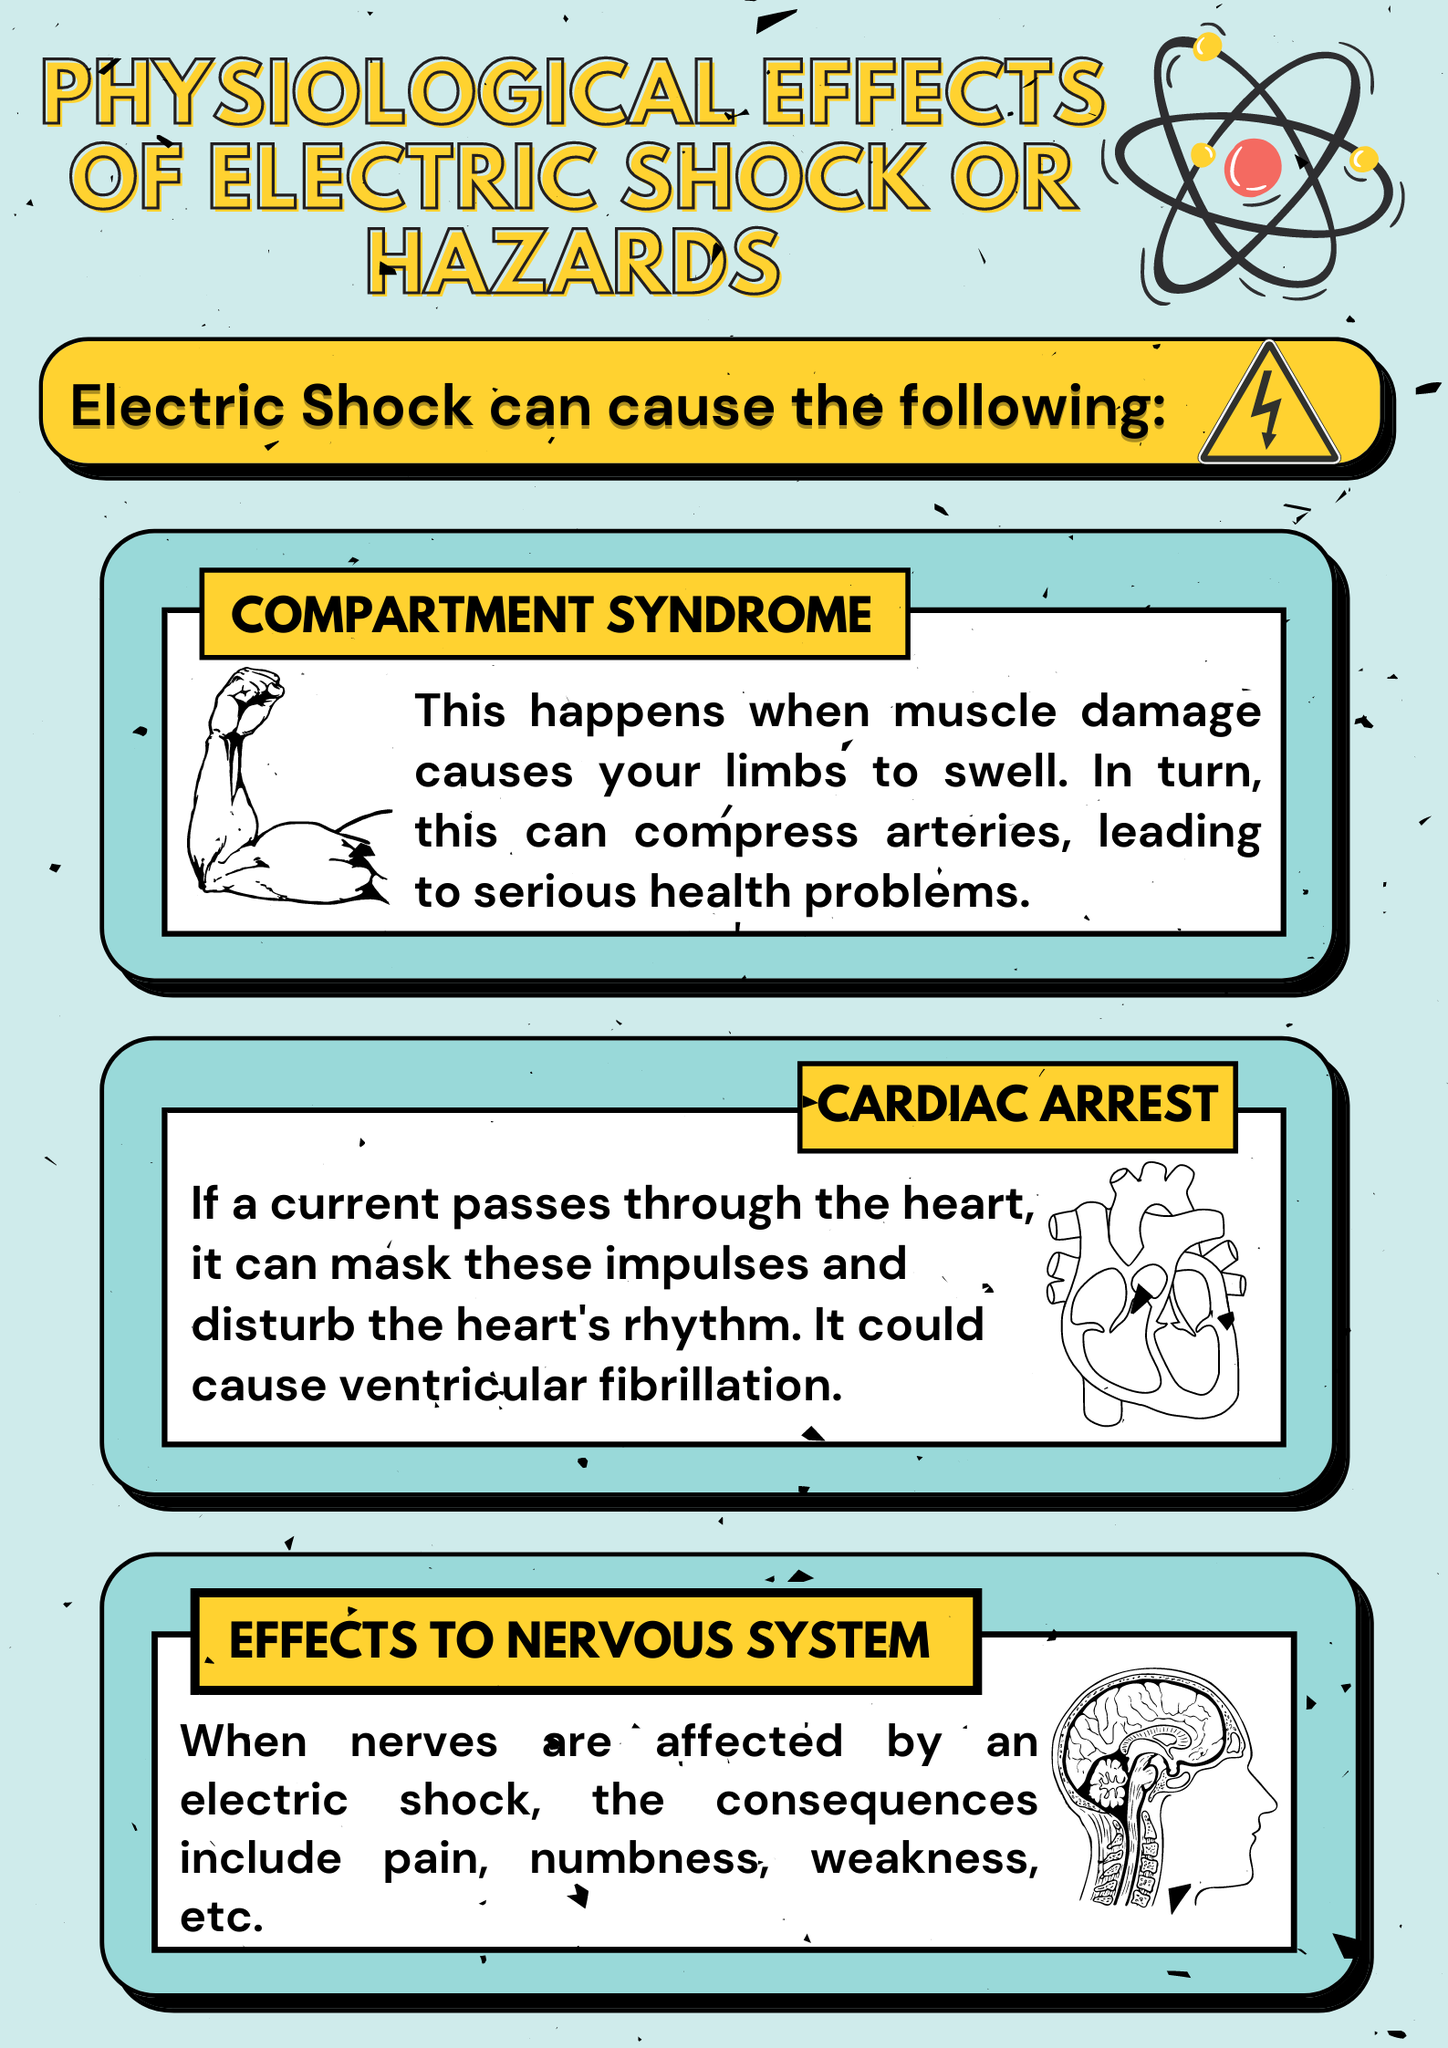 PHYSIOLOGICAL EFFECTS
OF ELECTRIC SHOCK OR
HAZARDS
Electric Shock can cause the following:
COMPARTMENT SYNDROME
This happens when muscle damage
causes your limbs to swell. In turn,
this can compress arteries, leading
to serious health problems.
CARDIAC ARREST
If a current passes through the heart,
it can mask these impulses and
disturb the heart's rhythm. It could
cause ventricular fibrillation.
EFFECTS TO NERVOUS SYSTEM
When nerves are affected by an
electric shock, the consequences
include pain, numbness, weakness,
etc.